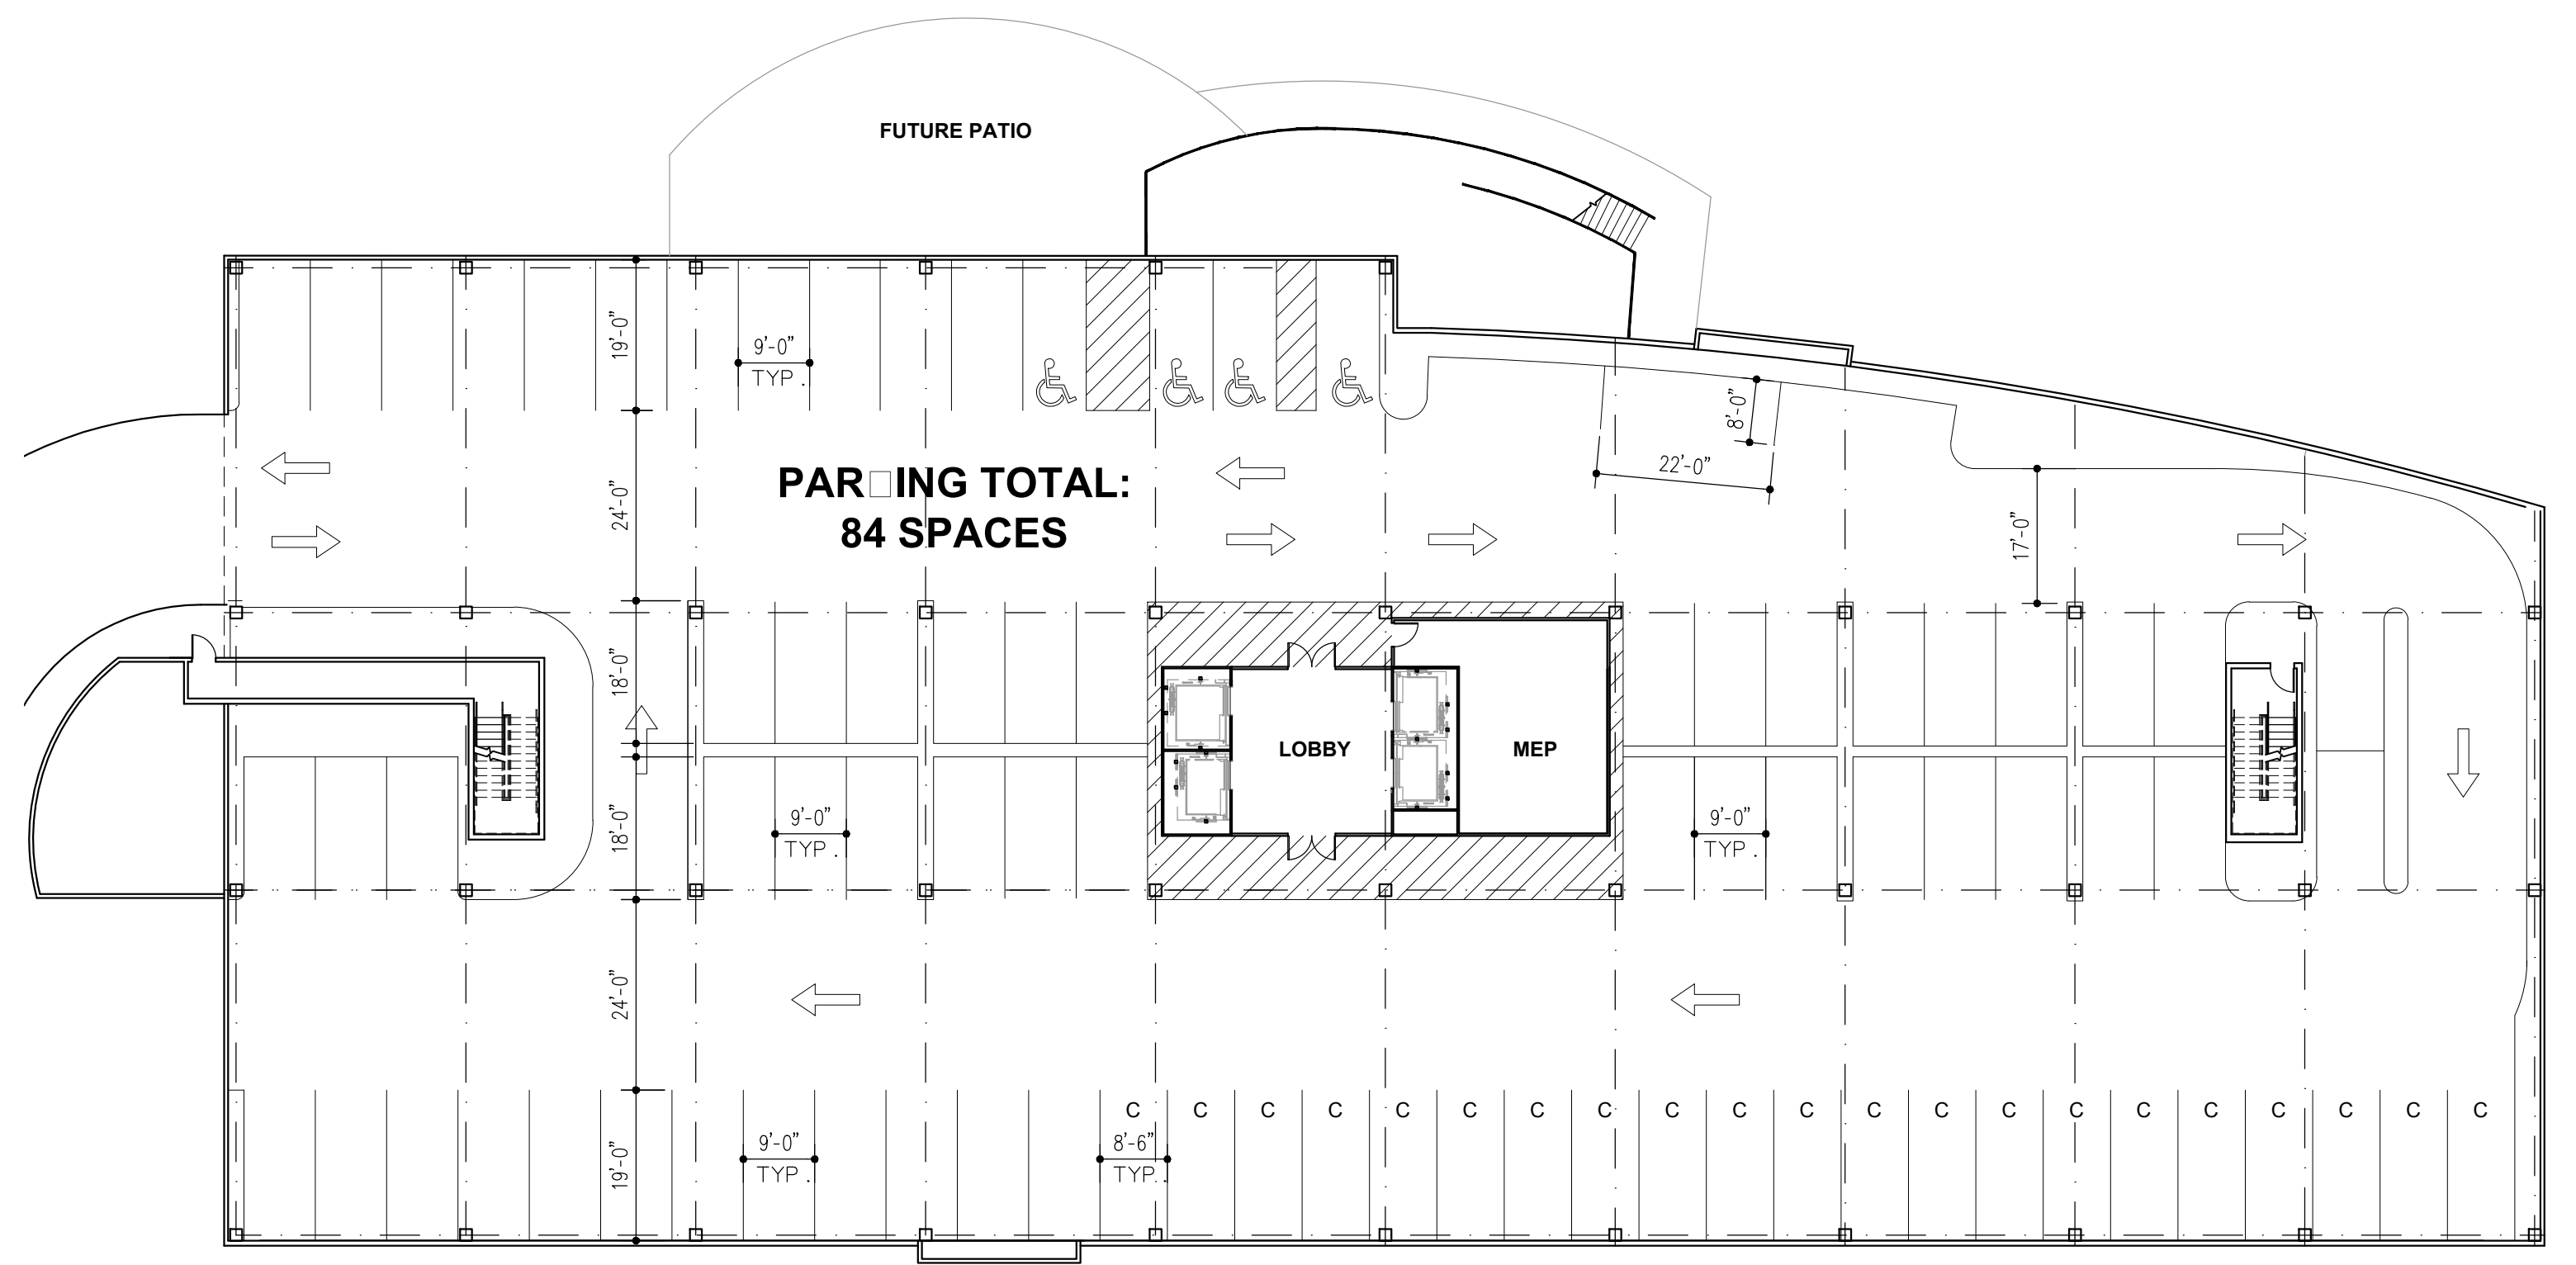 FUTURE PATIO
19'-0"
9'-0"
TYP.
8'-0"
22'-0"
PAR□ING TOTAL:
84 SPACES
24'-0"
17'-0"
18'-0"
LOBBY
MEP
18'-0"
9'-0"
TYP.
9'-0"
TYP.
24'-0"
C C C C C C C C C C C C C C C C C C C C C
19'-0"
9'-0"
TYP.
8'-6"
TYP.